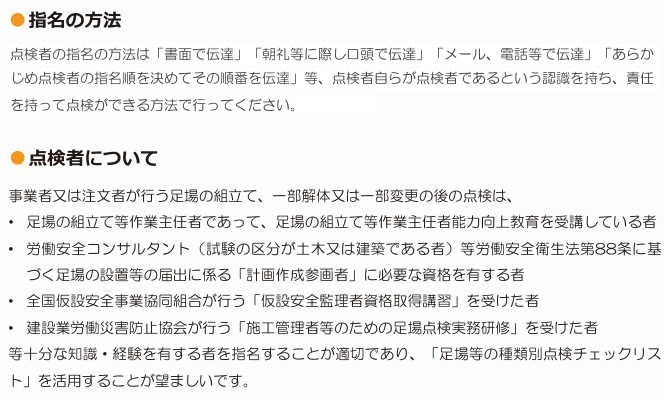 ● 指名の方法
点検者の指名の方法は「書面で伝達」「朝礼等に際し口頭で伝達」「メール、電話等で伝達」「あらか
じめ点検者の指名順を決めてその順番を伝達」等、点検者自らが点検者であるという認識を持ち、責任
を持って点検ができる方法で行ってください。
● 点検者について
事業者又は注文者が行う足場の組立て、一部解体又は一部変更の後の点検は、
• 足場の組立て等作業主任者であって、足場の組立て等作業主任者能力向上教育を受講している者
• 労働安全コンサルタント（試験の区分が土木又は建築である者）等労働安全衛生法第88条に基
づく足場の設置等の届出に係る「計画作成参画者」に必要な資格を有する者
• 全国仮設安全事業協同組合が行う「仮設安全監理者資格取得講習」を受けた者
• 建設業労働災害防止協会が行う「施工管理者等のための足場点検実務研修」を受けた者
等十分な知識・経験を有する者を指名することが適切であり、「足場等の種類別点検チェックリス
ト」を活用することが望ましいです。